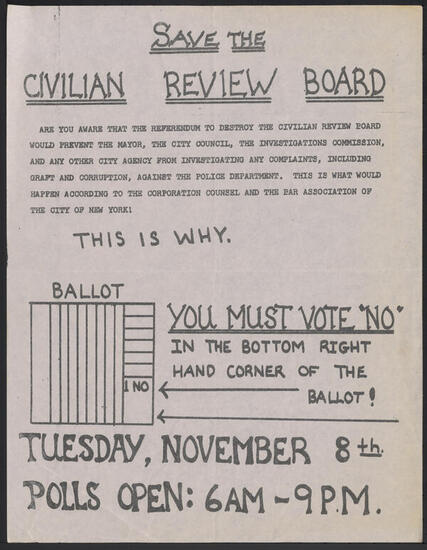 SAVE THE
CIVILIAN REVIEW BOARD
ARE YOU AWARE THAT THE REFERENDUM TO DESTROY THE CIVILIAN REVIEW BOARD
WOULD PREVENT THE MAYOR, THE CITY COUNCIL, THE INVESTIGATIONS COMMISSION,
AND ANY OTHER CITY AGENCY FROM INVESTIGATING ANY COMPLAINTS, INCLUDING
GRAFT AND CORRUPTION, AGAINST THE POLICE DEPARTMENT. THIS IS WHAT WOULD
HAPPEN ACCORDING TO THE CORPORATION COUNSEL AND THE BAR ASSOCIATION OF
THE CITY OF NEW YORK!
THIS IS WHY.
BALLOT
YOU MUST VOTE "NO"
IN THE BOTTOM RIGHT
HAND CORNER OF THE
1 NO
BALLOT!
TUESDAY, NOVEMBER 8th.
POLLS OPEN: 6AM-9P.M.